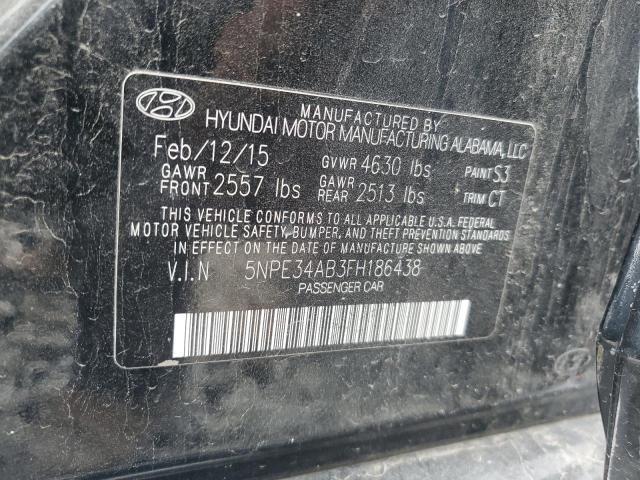 MANUFACTURED BY
HYUNDAI MOTOR MANUFACTURING ALABAMA, LLC
Feb/12/15 GVWR 4630 lbs PAINT S3
GAWR FRONT 2557 lbs GAWR REAR 2513 lbs TRIM CT
THIS VEHICLE CONFORMS TO ALL APPLICABLE U.S.A. FEDERAL
MOTOR VEHICLE SAFETY, BUMPER, AND THEFT PREVENTION STANDARDS
IN EFFECT ON THE DATE OF MANUFACTURE SHOWN ABOVE
V.I.N 5NPE34AB3FH186438
PASSENGER CAR